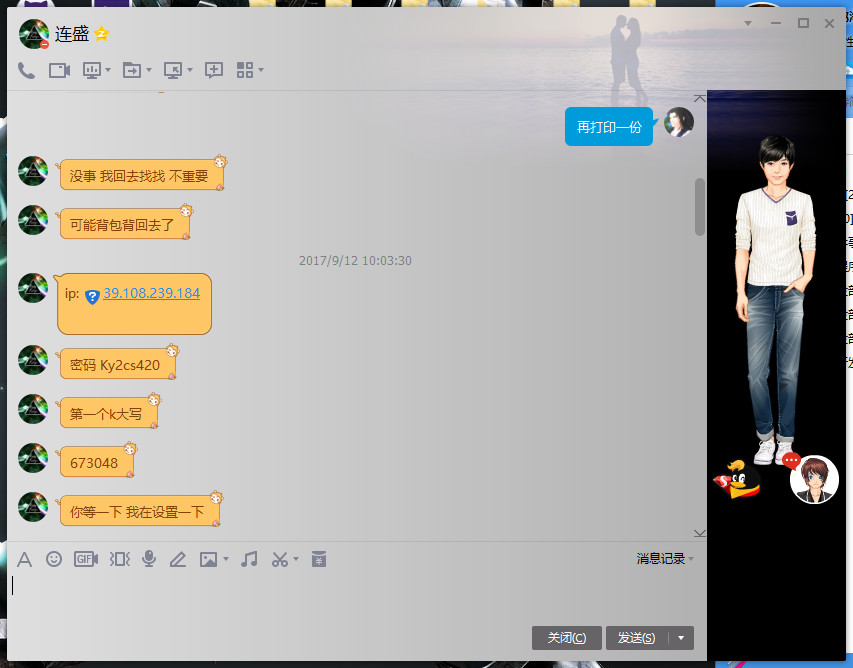 连盛
再打印一份
没事 我回去找找 不重要
可能背包背回去了
2017/9/12 10:03:30
ip: 39.108.239.184
密码 Ky2cs420
第一个k大写
673048
你等一下 我在设置一下
GIF
消息记录
关闭(C)
发送(S)